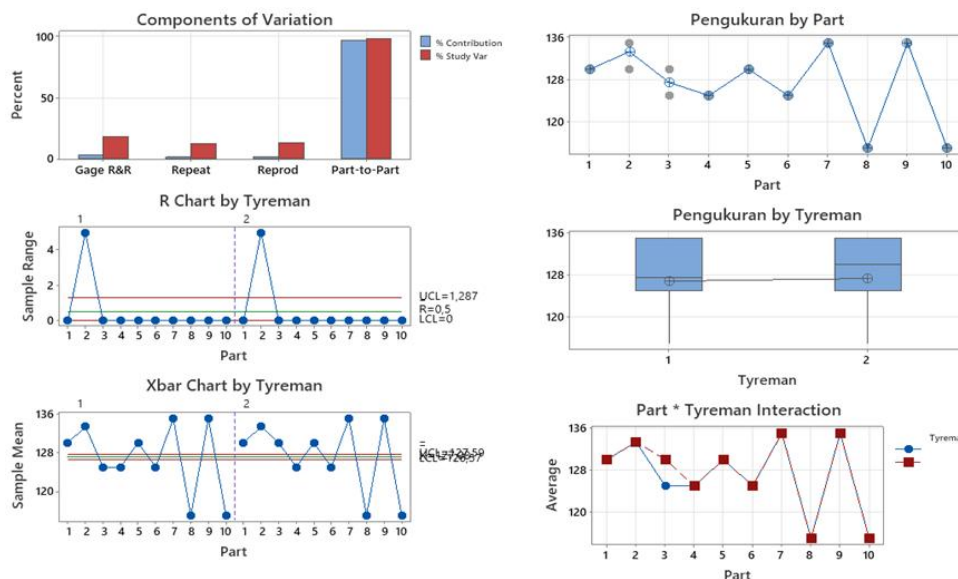 Components of Variation
Percent
100
50
0
Gage R&R Repeat Reprod Part-to-Part
% Contribution
% Study Var
R Chart by Tyreman
1 2
Sample Range
4
2
0
1 2 3 4 5 6 7 8 9 10 1 2 3 4 5 6 7 8 9 10
Part
UCL=1,287
R=0,5
LCL=0
Xbar Chart by Tyreman
1 2
Sample Mean
136
128
120
1 2 3 4 5 6 7 8 9 10 1 2 3 4 5 6 7 8 9 10
Part
UCL=127,59
Pengukuran by Part
136
128
120
1 2 3 4 5 6 7 8 9 10
Part
Pengukuran by Tyreman
136
128
120
1 2
Tyreman
Part * Tyreman Interaction
Average
136
128
120
1 2 3 4 5 6 7 8 9 10
Part